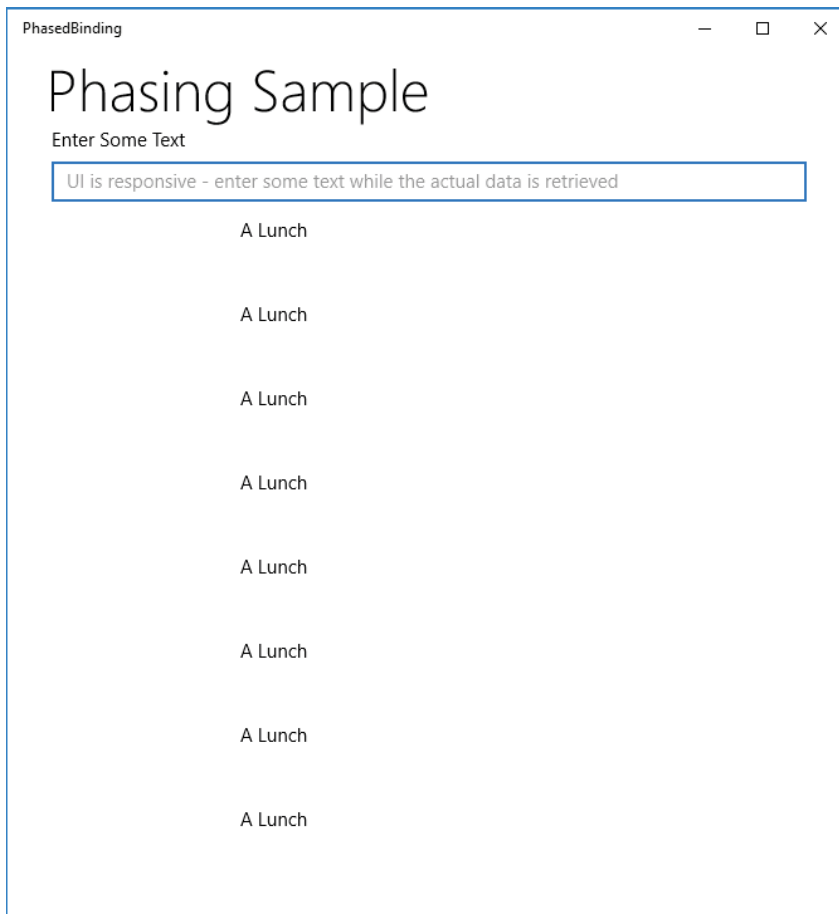 PhasedBinding
Phasing Sample
Enter Some Text
UI is responsive - enter some text while the actual data is retrieved
A Lunch
A Lunch
A Lunch
A Lunch
A Lunch
A Lunch
A Lunch
A Lunch